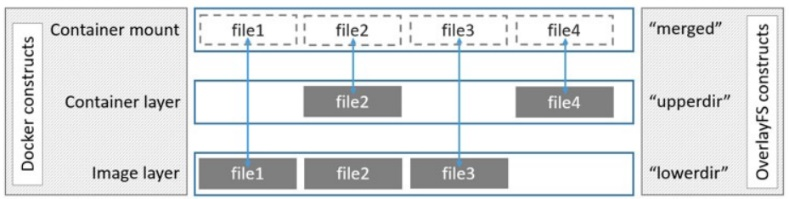 Docker constructs
Container mount
file1 file2 file3 file4
“merged”
Container layer
file2 file4
“upperdir”
Image layer
file1 file2 file3
“lowerdir”
OverlayFS constructs